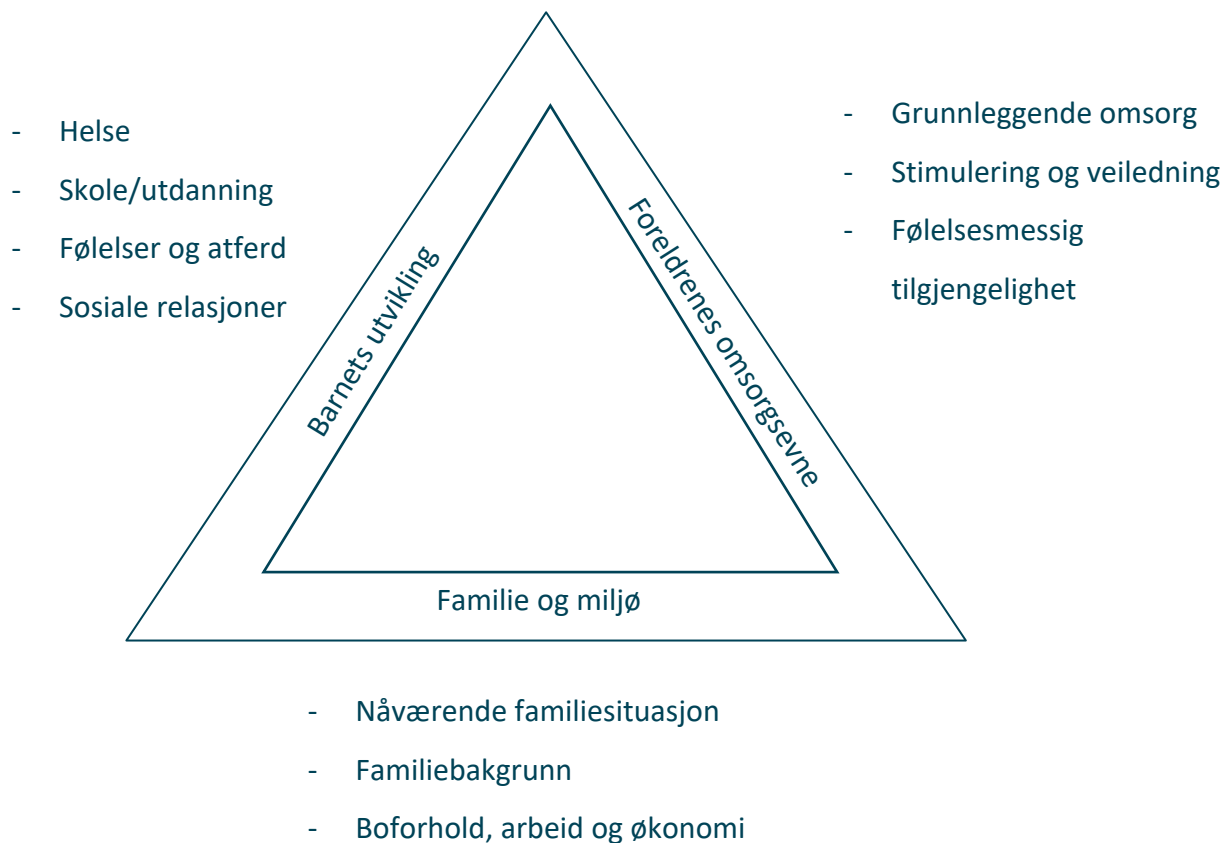 - Helse
- Skole/utdanning
- Følelser og atferd
- Sosiale relasjoner
Barnets utvikling
Foreldrenes omsorgsevne
- Grunnleggende omsorg
- Stimulering og veiledning
- Følelsesmessig
tilgjengelighet
Familie og miljø
- Nåværende familiesituasjon
- Familiebakgrunn
- Boforhold, arbeid og økonomi